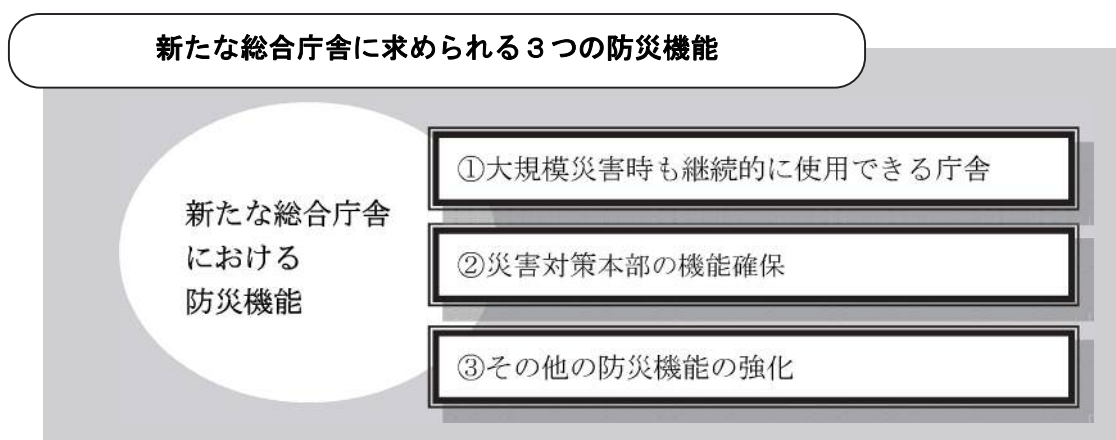 新たな総合庁舎に求められる３つの防災機能
新たな総合庁舎
における
防災機能
①大規模災害時も継続的に使用できる庁舎
②災害対策本部の機能確保
③その他の防災機能の強化